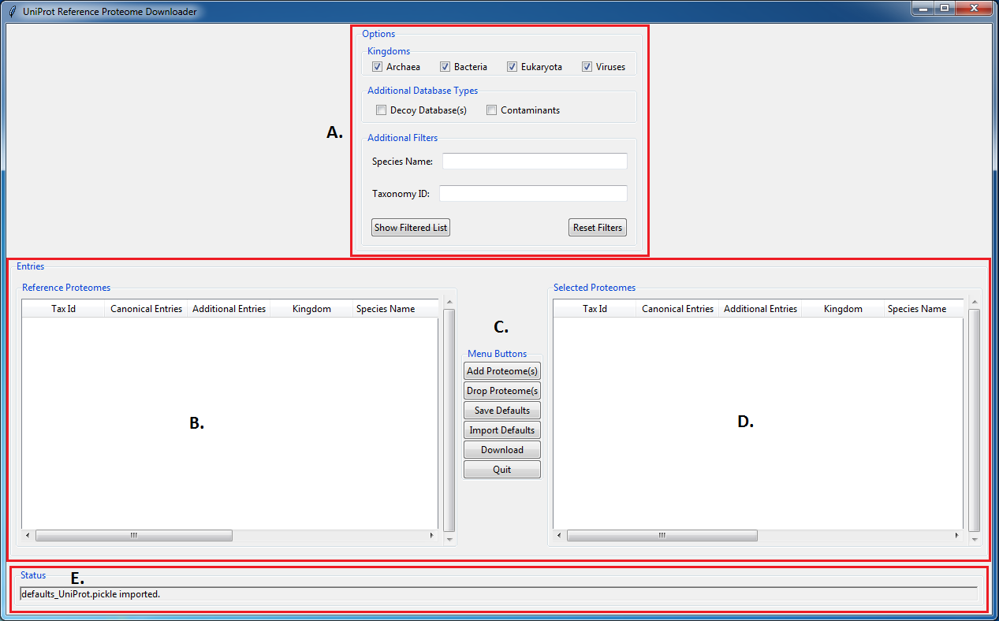 UniProt Reference Proteome Downloader
Options
Kingdoms
Archaea Bacteria Eukaryota Viruses
Additional Database Types
Decoy Database(s) Contaminants
A.
Additional Filters
Species Name:
Taxonomy ID:
Show Filtered List Reset Filters
Entries
Reference Proteomes
Tax Id Canonical Entries Additional Entries Kingdom Species Name
B.
C.
Menu Buttons
Add Proteome(s)
Drop Proteome(s
Save Defaults
Import Defaults
Download
Quit
Selected Proteomes
Tax Id Canonical Entries Additional Entries Kingdom Species Name
D.
Status
E.
defaults_UniProt.pickle imported.